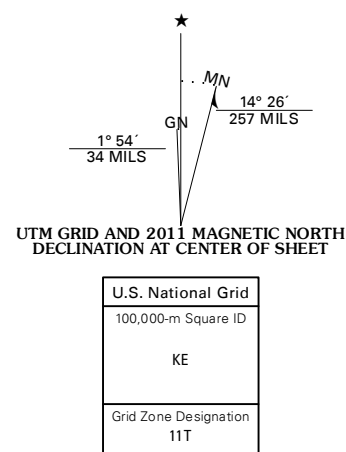 MN
14° 26´
257 MILS
GN
1° 54´
34 MILS
UTM GRID AND 2011 MAGNETIC NORTH
DECLINATION AT CENTER OF SHEET
U.S. National Grid
100,000-m Square ID
KE
Grid Zone Designation
11T